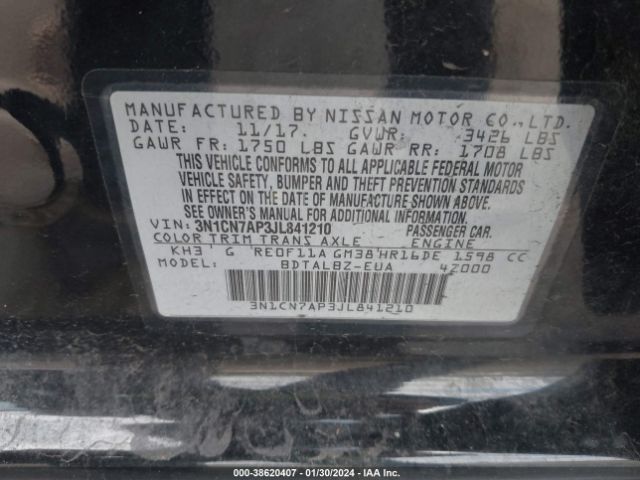 MANUFACTURED BY NISSAN MOTOR CO., LTD.
DATE: 11/17. GVWR: 3426 LBS
GAWR FR: 1750 LBS GAWR RR: 1708 LBS
THIS VEHICLE CONFORMS TO ALL APPLICABLE FEDERAL MOTOR
VEHICLE SAFETY, BUMPER AND THEFT PREVENTION STANDARDS
IN EFFECT ON THE DATE OF MANUFACTURE SHOWN ABOVE.
SEE OWNER'S MANUAL FOR ADDITIONAL INFORMATION.
VIN: 3N1CN7AP3JL841210 PASSENGER CAR.
COLOR TRIM TRANS AXLE ENGINE
KH3 G RE0F11A GM38 HR16DE 1598 CC
MODEL: BDTALBZ-EUA 4Z000
3N1CN7AP3JL841210
000-38620407 - 01/30/2024 - IAA Inc.